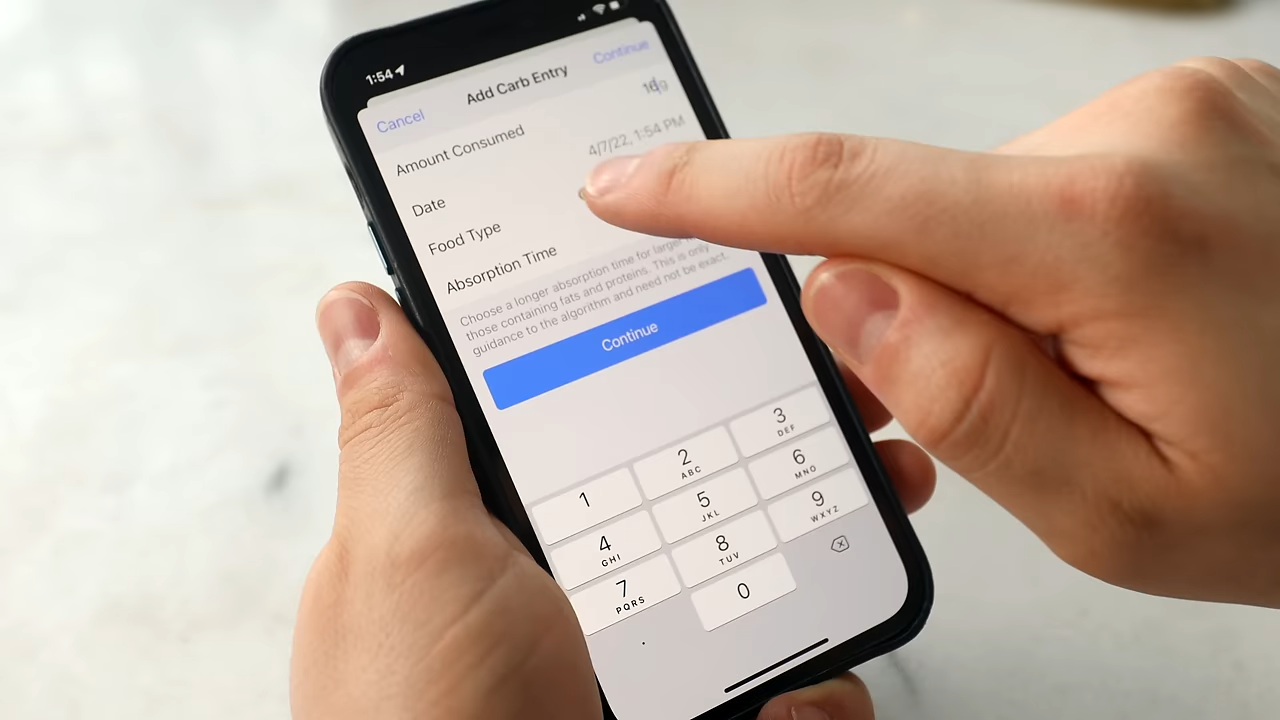 1:54
Cancel
Add Carb Entry
Continue
Amount Consumed
g
Date
4/7/22, 1:54 PM
Food Type
Absorption Time
Choose a longer absorption time for larger
those containing fats and proteins. This is only
guidance to the algorithm and need not be exact.
Continue
1
2
ABC
3
DEF
4
GHI
5
JKL
6
MNO
7
PQRS
8
TUV
9
WXYZ
.
0